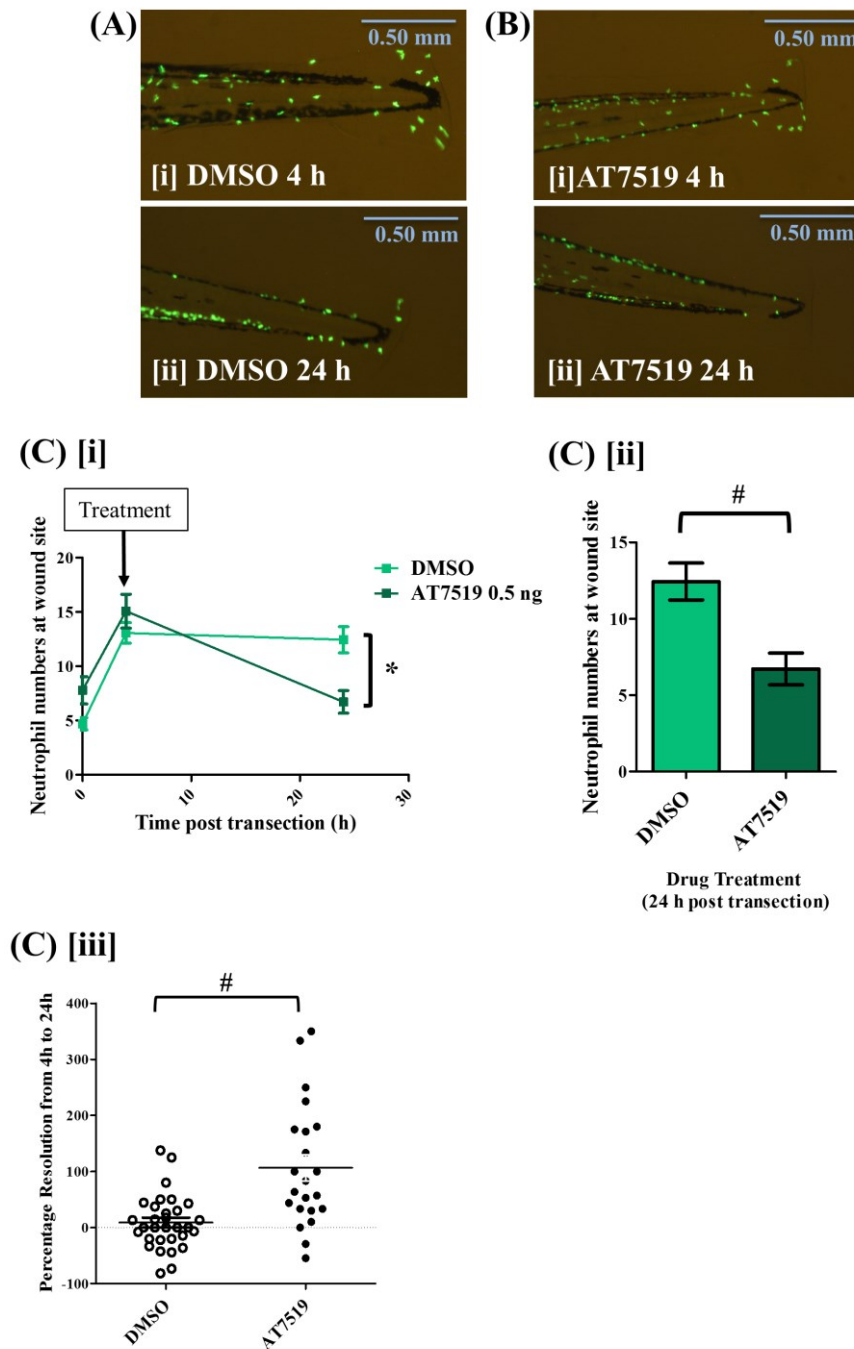 (A)
0.50 mm
[i] DMSO 4 h
0.50 mm
[ii] DMSO 24 h
(B)
0.50 mm
[i]AT7519 4 h
0.50 mm
[ii] AT7519 24 h
(C) [i]
Treatment
Neutrophil numbers at wound site
20
15
10
5
0
0
10
20
30
Time post transection (h)
DMSO
AT7519 0.5 ng
*
(C) [ii]
#
Neutrophil numbers at wound site
15
10
5
0
DMSO
AT7519
Drug Treatment
(24 h post transection)
(C) [iii]
#
Percentage Resolution from 4h to 24h
400
300
200
100
0
-100
DMSO
AT7519